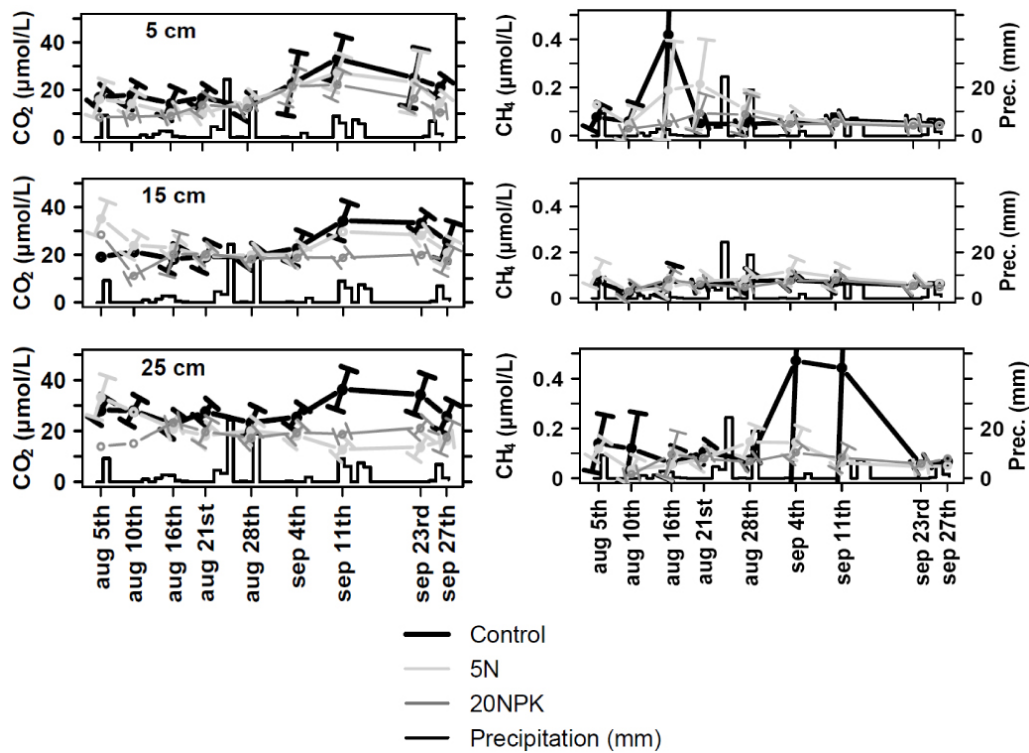 5 cm
CO₂ (µmol/L)
40
20
0
CH₄ (µmol/L)
0.4
0.2
0
Prec. (mm)
20
0
15 cm
CO₂ (µmol/L)
40
20
0
CH₄ (µmol/L)
0.4
0.2
0
Prec. (mm)
20
0
25 cm
CO₂ (µmol/L)
40
20
0
CH₄ (µmol/L)
0.4
0.2
0
Prec. (mm)
20
0
aug 5th
aug 10th
aug 16th
aug 21st
aug 28th
sep 4th
sep 11th
sep 23rd
sep 27th
aug 5th
aug 10th
aug 16th
aug 21st
aug 28th
sep 4th
sep 11th
sep 23rd
sep 27th
Control
5N
20NPK
Precipitation (mm)